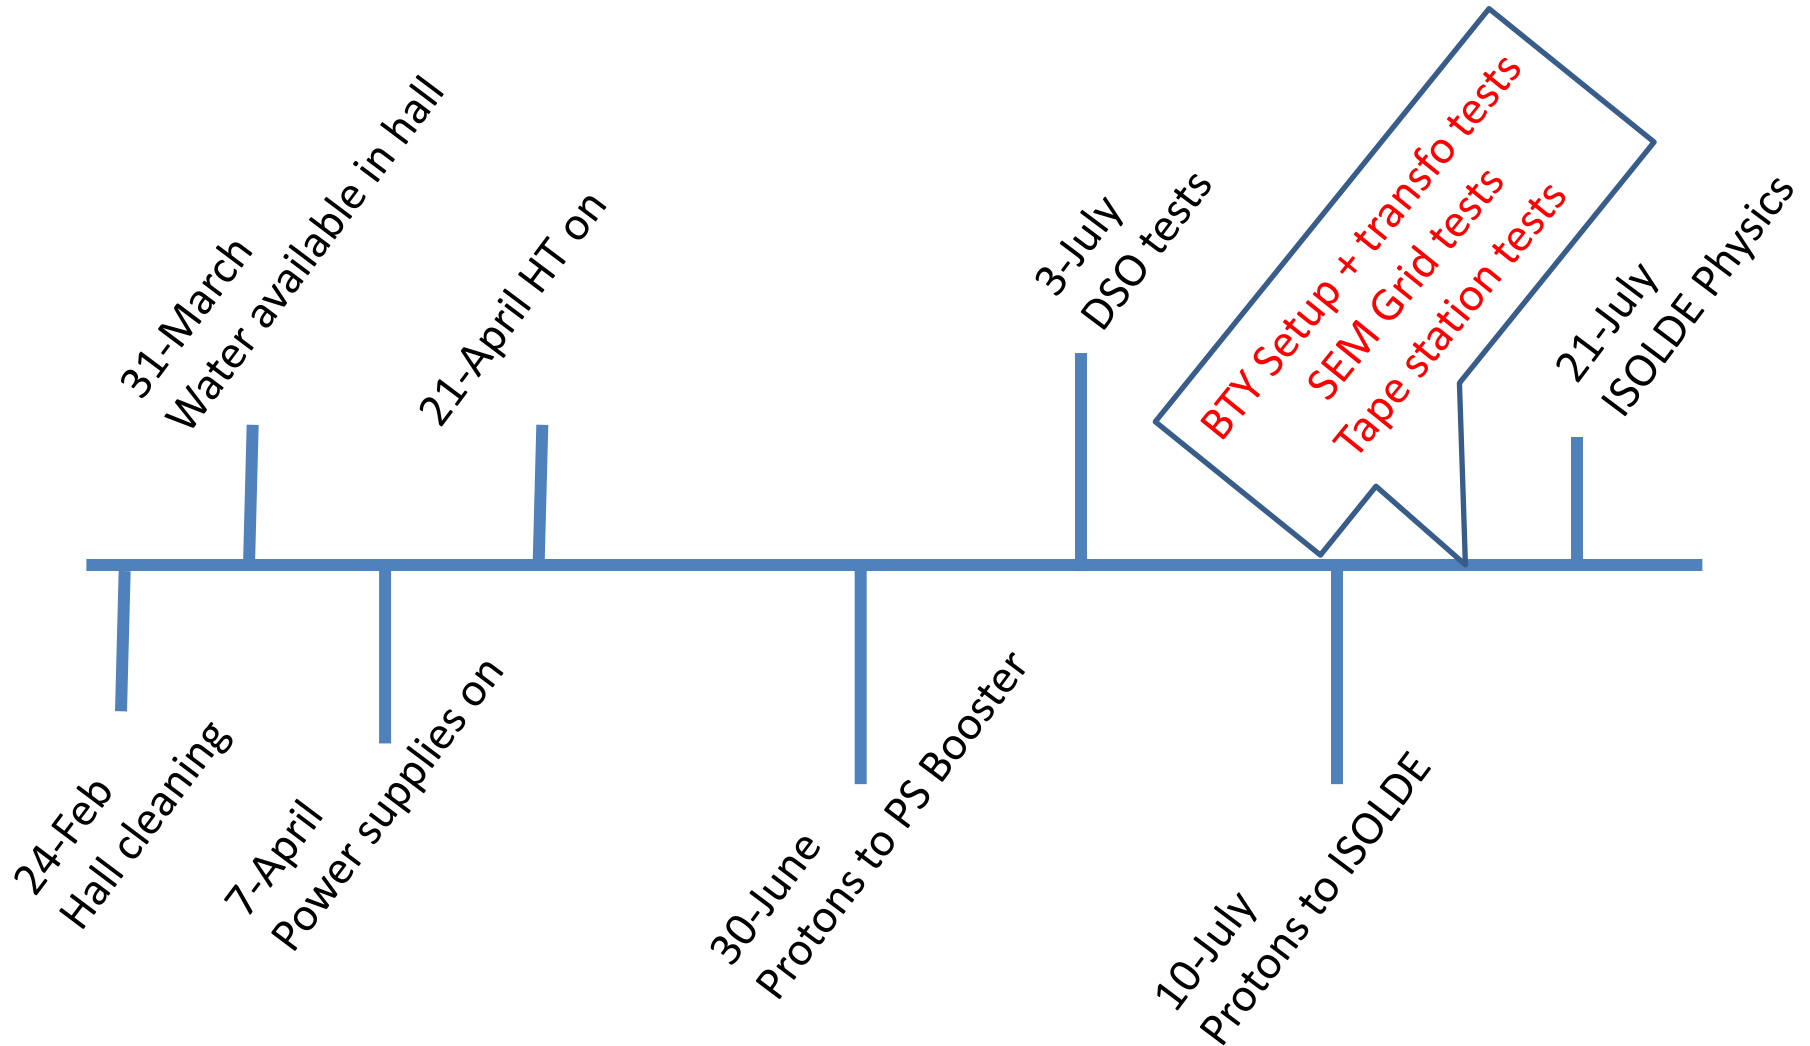 31-March
Water available in hall
21-April HT on
3-July
DSO tests
BTY Setup + transfo tests
SEM Grid tests
Tape station tests
21-July
ISOLDE Physics
24-Feb
Hall cleaning
7-April
Power supplies on
30-June
Protons to PS Booster
10-July
Protons to ISOLDE